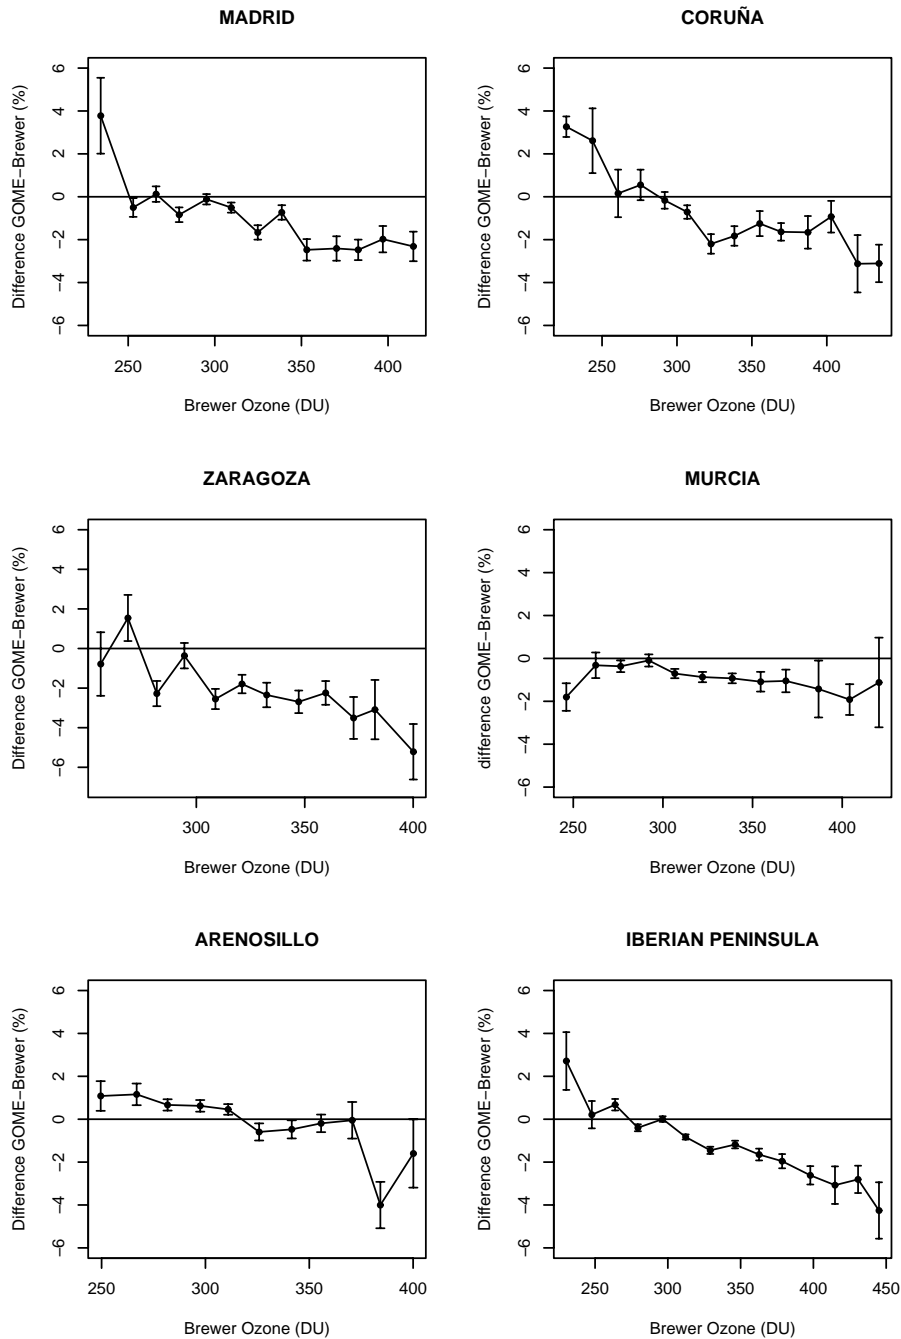 MADRID
Difference GOME−Brewer (%)
6
4
2
0
−2
−4
−6
250 300 350 400
Brewer Ozone (DU)
CORUÑA
Difference GOME−Brewer (%)
6
4
2
0
−2
−4
−6
250 300 350 400
Brewer Ozone (DU)
ZARAGOZA
Difference GOME−Brewer (%)
6
4
2
0
−2
−4
−6
300 350 400
Brewer Ozone (DU)
MURCIA
difference GOME−Brewer (%)
6
4
2
0
−2
−4
−6
250 300 350 400
Brewer Ozone (DU)
ARENOSILLO
Difference GOME−Brewer (%)
6
4
2
0
−2
−4
−6
250 300 350 400
Brewer Ozone (DU)
IBERIAN PENINSULA
Difference GOME−Brewer (%)
6
4
2
0
−2
−4
−6
250 300 350 400 450
Brewer Ozone (DU)